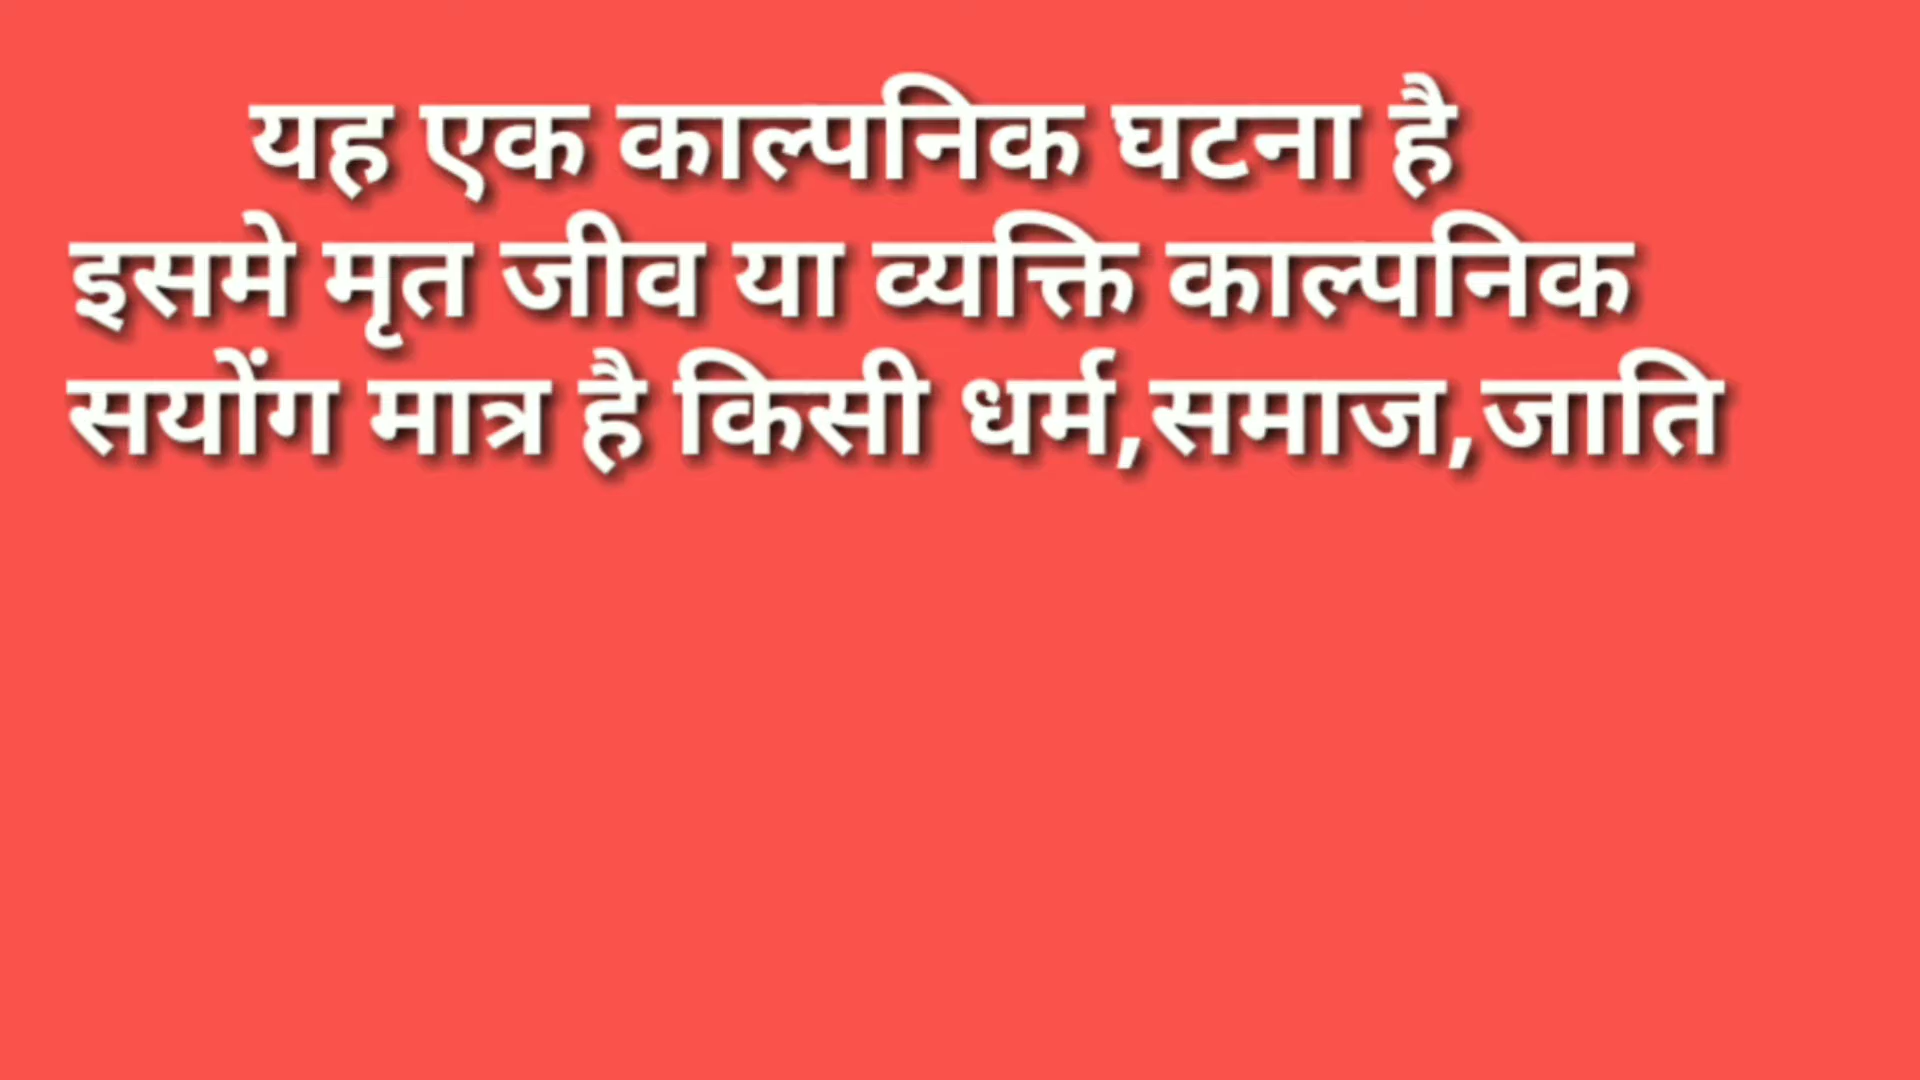 यह एक काल्पनिक घटना है
इसमे मृत जीव या व्यक्ति काल्पनिक
सयोंग मात्र है किसी धर्म,समाज,जाति